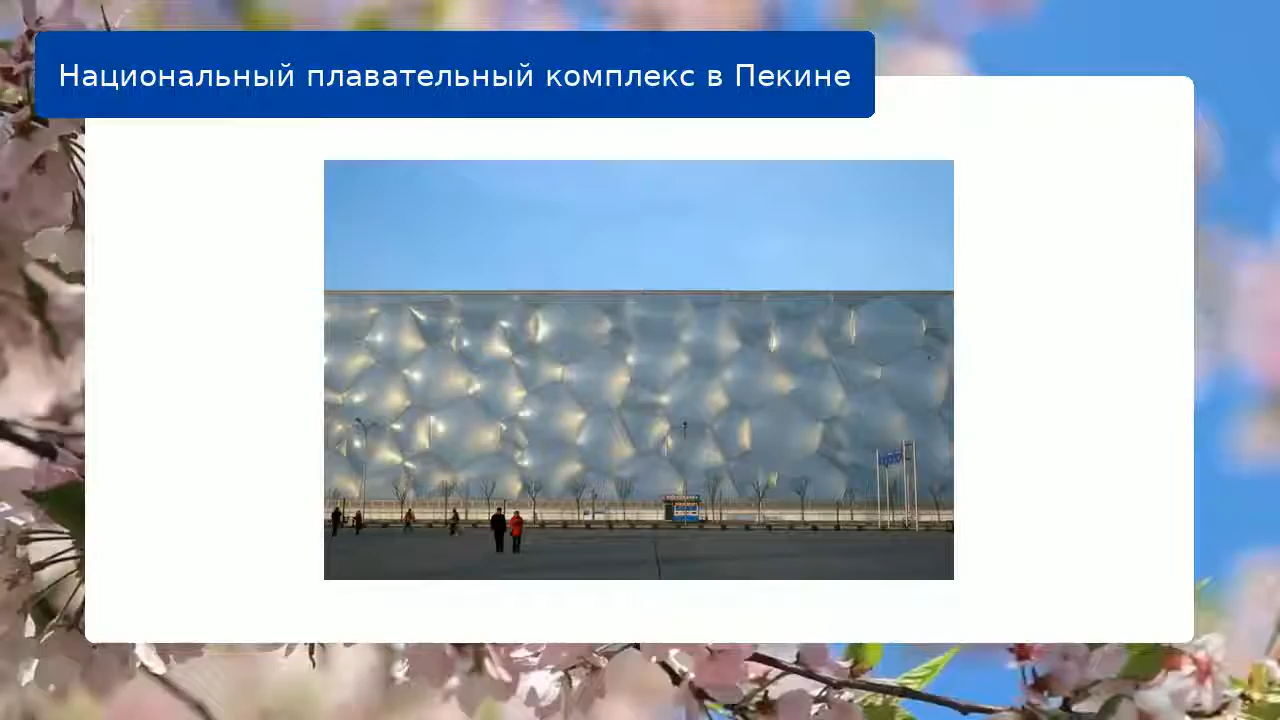 Национальный плавательный комплекс в Пекине